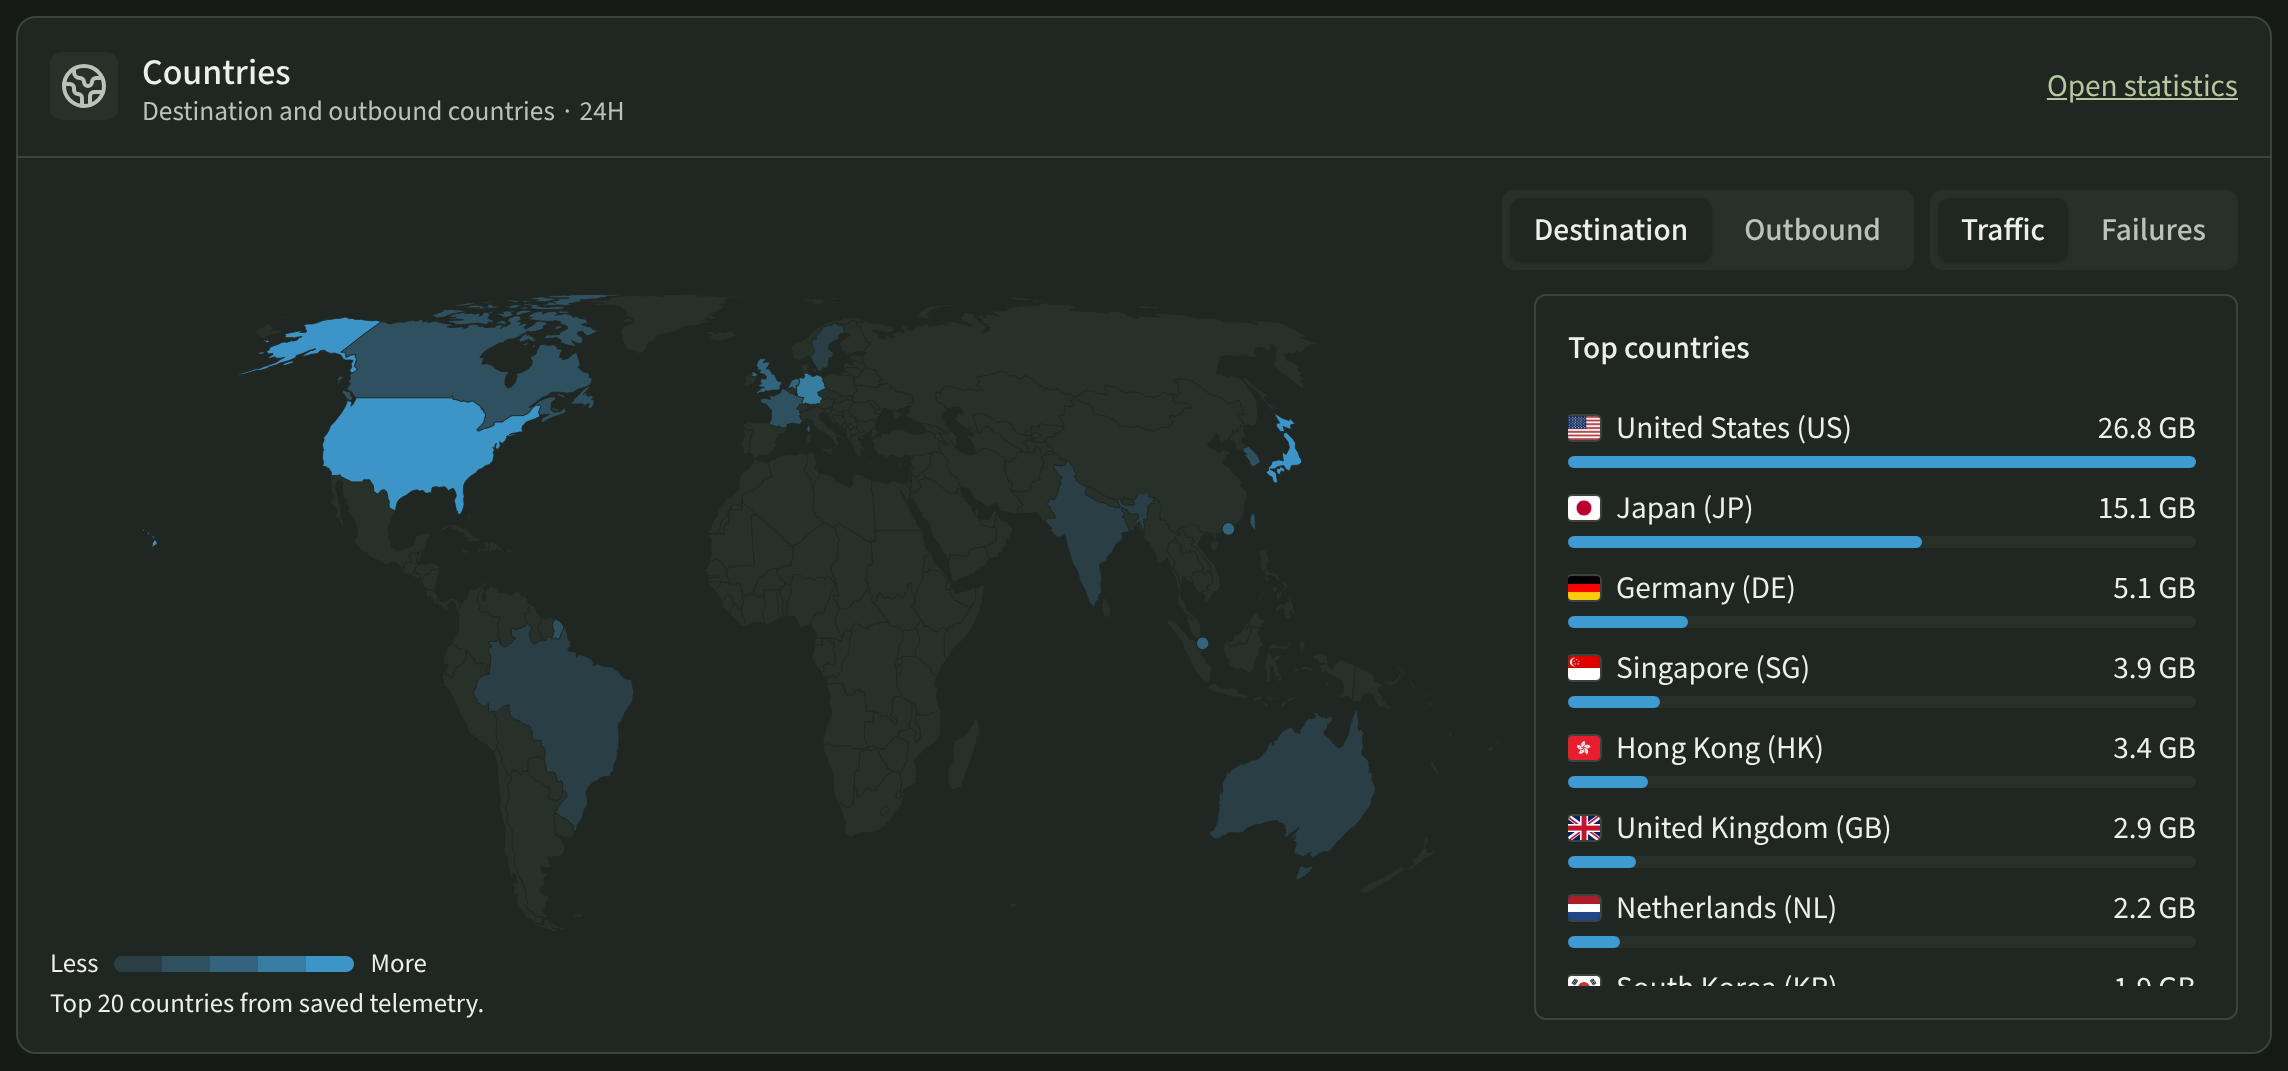 Countries
Destination and outbound countries · 24H
Open statistics
Destination
Outbound
Traffic
Failures
Top countries
United States (US) 26.8 GB
Japan (JP) 15.1 GB
Germany (DE) 5.1 GB
Singapore (SG) 3.9 GB
Hong Kong (HK) 3.4 GB
United Kingdom (GB) 2.9 GB
Netherlands (NL) 2.2 GB
South Korea (KR)
Less More
Top 20 countries from saved telemetry.